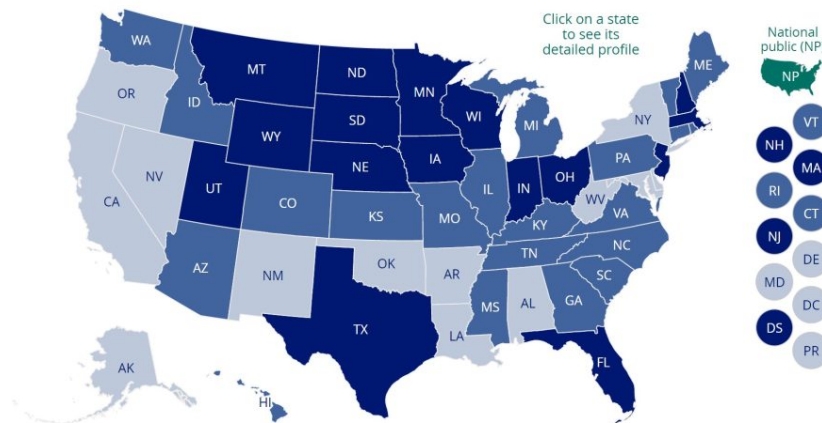 Click on a state
to see its
detailed profile
National
public (NP
NP
WA
MT
ND
MN
ME
OR
ID
SD
WI
MI
NY
VT
WY
NH
IA
PA
MA
NE
NV
UT
IL
IN
OH
RI
CA
CO
WV
VA
CT
KS
MO
KY
NJ
AZ
NM
OK
TN
NC
DE
AR
SC
MD
MS
AL
GA
DC
TX
LA
DS
FL
PR
AK
HI